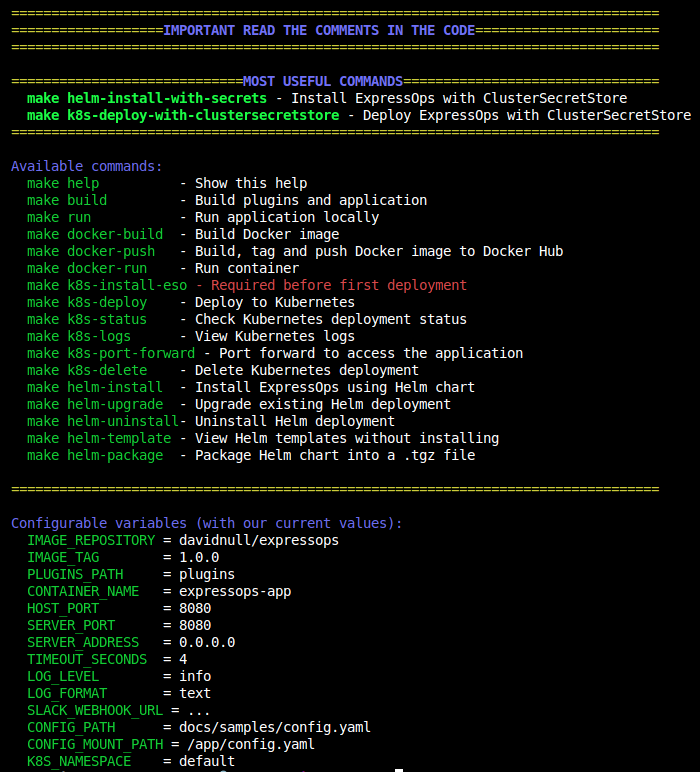 =================================================================================
===================IMPORTANT READ THE COMMENTS IN THE CODE=======================
=================================================================================
=============================MOST USEFUL COMMANDS================================
make helm-install-with-secrets - Install ExpressOps with ClusterSecretStore
make k8s-deploy-with-clustersecretstore - Deploy ExpressOps with ClusterSecretStore
=================================================================================
Available commands:
make help - Show this help
make build - Build plugins and application
make run - Run application locally
make docker-build - Build Docker image
make docker-push - Build, tag and push Docker image to Docker Hub
make docker-run - Run container
make k8s-install-eso - Required before first deployment
make k8s-deploy - Deploy to Kubernetes
make k8s-status - Check Kubernetes deployment status
make k8s-logs - View Kubernetes logs
make k8s-port-forward - Port forward to access the application
make k8s-delete - Delete Kubernetes deployment
make helm-install - Install ExpressOps using Helm chart
make helm-upgrade - Upgrade existing Helm deployment
make helm-uninstall- Uninstall Helm deployment
make helm-template - View Helm templates without installing
make helm-package - Package Helm chart into a .tgz file
=================================================================================
Configurable variables (with our current values):
IMAGE_REPOSITORY = davidnull/expressops
IMAGE_TAG = 1.0.0
PLUGINS_PATH = plugins
CONTAINER_NAME = expressops-app
HOST_PORT = 8080
SERVER_PORT = 8080
SERVER_ADDRESS = 0.0.0.0
TIMEOUT_SECONDS = 4
LOG_LEVEL = info
LOG_FORMAT = text
SLACK_WEBHOOK_URL = ...
CONFIG_PATH = docs/samples/config.yaml
CONFIG_MOUNT_PATH = /app/config.yaml
K8S_NAMESPACE = default